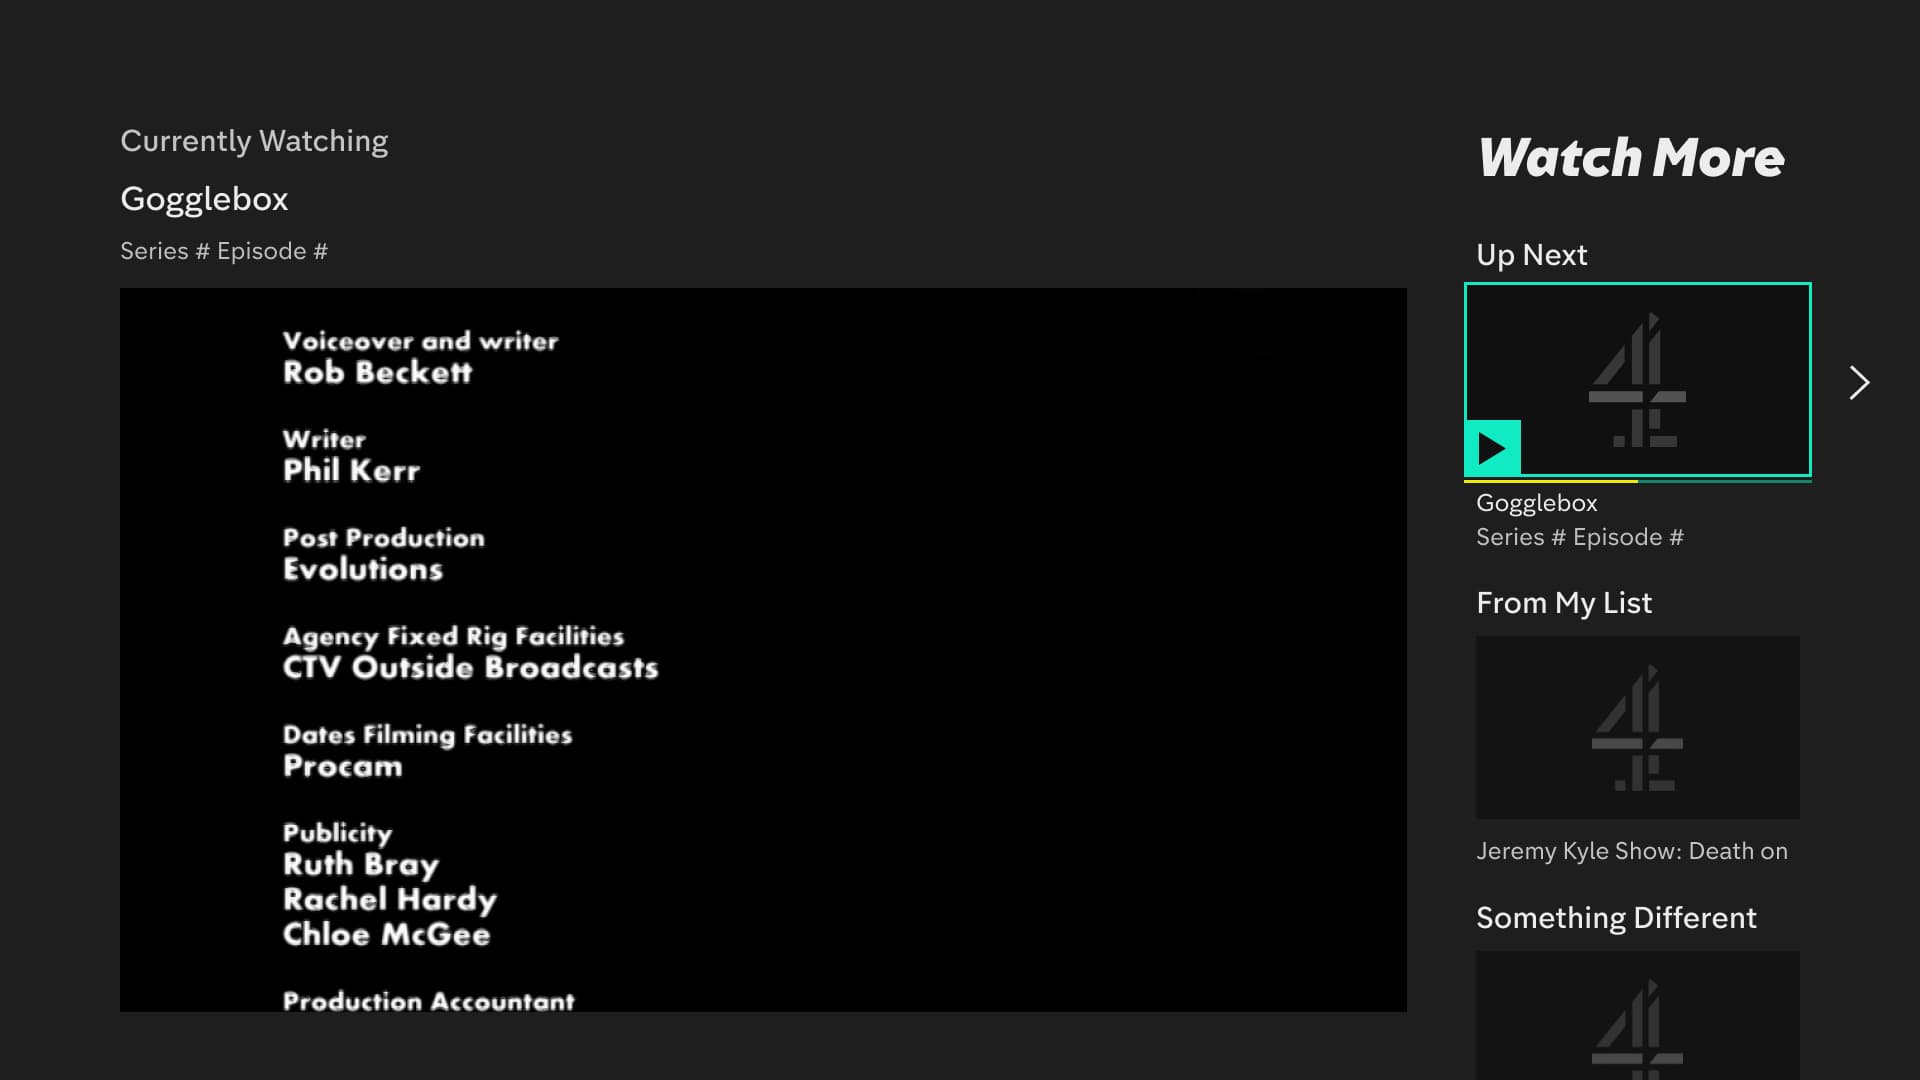 Currently Watching
Gogglebox
Series # Episode #
Voiceover and writer
Rob Beckett
Writer
Phil Kerr
Post Production
Evolutions
Agency Fixed Rig Facilities
CTV Outside Broadcasts
Dates Filming Facilities
Procam
Publicity
Ruth Bray
Rachel Hardy
Chloe McGee
Production Accountant
Watch More
Up Next
Gogglebox
Series # Episode #
From My List
Jeremy Kyle Show: Death on
Something Different